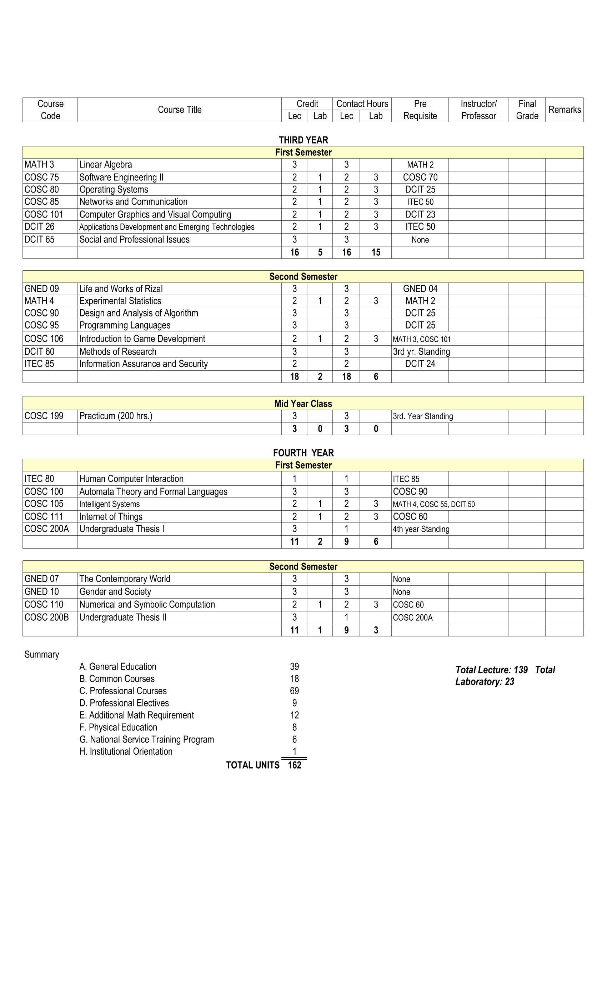 Course Code Course Title Credit Contact Hours Pre Requisite Instructor/ Professor Final Grade Remarks
Lec Lab Lec Lab
THIRD YEAR
First Semester
MATH 3 Linear Algebra 3 3 MATH 2
COSC 75 Software Engineering II 2 1 2 3 COSC 70
COSC 80 Operating Systems 2 1 2 3 DCIT 25
COSC 85 Networks and Communication 2 1 2 3 ITEC 50
COSC 101 Computer Graphics and Visual Computing 2 1 2 3 DCIT 23
DCIT 26 Applications Development and Emerging Technologies 2 1 2 3 ITEC 50
DCIT 65 Social and Professional Issues 3 3 None
16 5 16 15
Second Semester
GNED 09 Life and Works of Rizal 3 3 GNED 04
MATH 4 Experimental Statistics 2 1 2 3 MATH 2
COSC 90 Design and Analysis of Algorithm 3 3 DCIT 25
COSC 95 Programming Languages 3 3 DCIT 25
COSC 106 Introduction to Game Development 2 1 2 3 MATH 3, COSC 101
DCIT 60 Methods of Research 3 3 3rd yr. Standing
ITEC 85 Information Assurance and Security 2 2 DCIT 24
18 2 18 6
Mid Year Class
COSC 199 Practicum (200 hrs.) 3 3 3rd. Year Standing
3 0 3 0
FOURTH YEAR
First Semester
ITEC 80 Human Computer Interaction 1 1 ITEC 85
COSC 100 Automata Theory and Formal Languages 3 3 COSC 90
COSC 105 Intelligent Systems 2 1 2 3 MATH 4, COSC 55, DCIT 50
COSC 111 Internet of Things 2 1 2 3 COSC 60
COSC 200A Undergraduate Thesis I 3 1 4th year Standing
11 2 9 6
Second Semester
GNED 07 The Contemporary World 3 3 None
GNED 10 Gender and Society 3 3 None
COSC 110 Numerical and Symbolic Computation 2 1 2 3 COSC 60
COSC 200B Undergraduate Thesis II 3 1 COSC 200A
11 1 9 3
Summary
A. General Education 39
B. Common Courses 18
C. Professional Courses 69
D. Professional Electives 9
E. Additional Math Requirement 12
F. Physical Education 8
G. National Service Training Program 6
H. Institutional Orientation 1
TOTAL UNITS 162
Total Lecture: 139 Total
Laboratory: 23